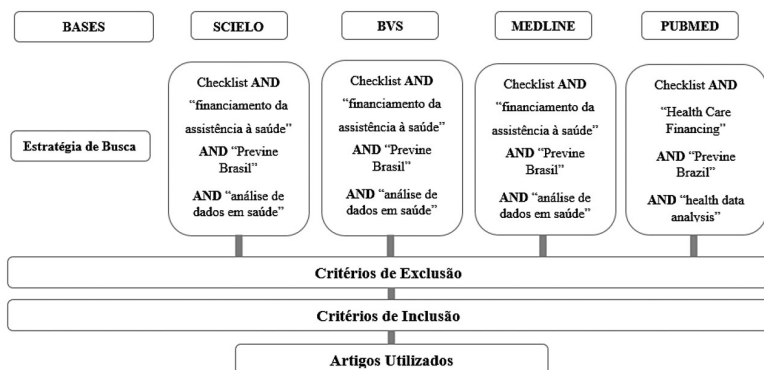 BASES
SCIELO
BVS
MEDLINE
PUBMED
Estratégia de Busca
Checklist AND
“financiamento da
assistência à saúde”
AND “Previne
Brasil”
AND “análise de
dados em saúde”
Checklist AND
“financiamento da
assistência à saúde”
AND “Previne
Brasil”
AND “análise de
dados em saúde”
Checklist AND
“financiamento da
assistência à saúde”
AND “Previne
Brasil”
AND “análise de
dados em saúde”
Checklist AND
“Health Care
Financing”
AND “Previne
Brazil”
AND “health data
analysis”
Critérios de Exclusão
Critérios de Inclusão
Artigos Utilizados